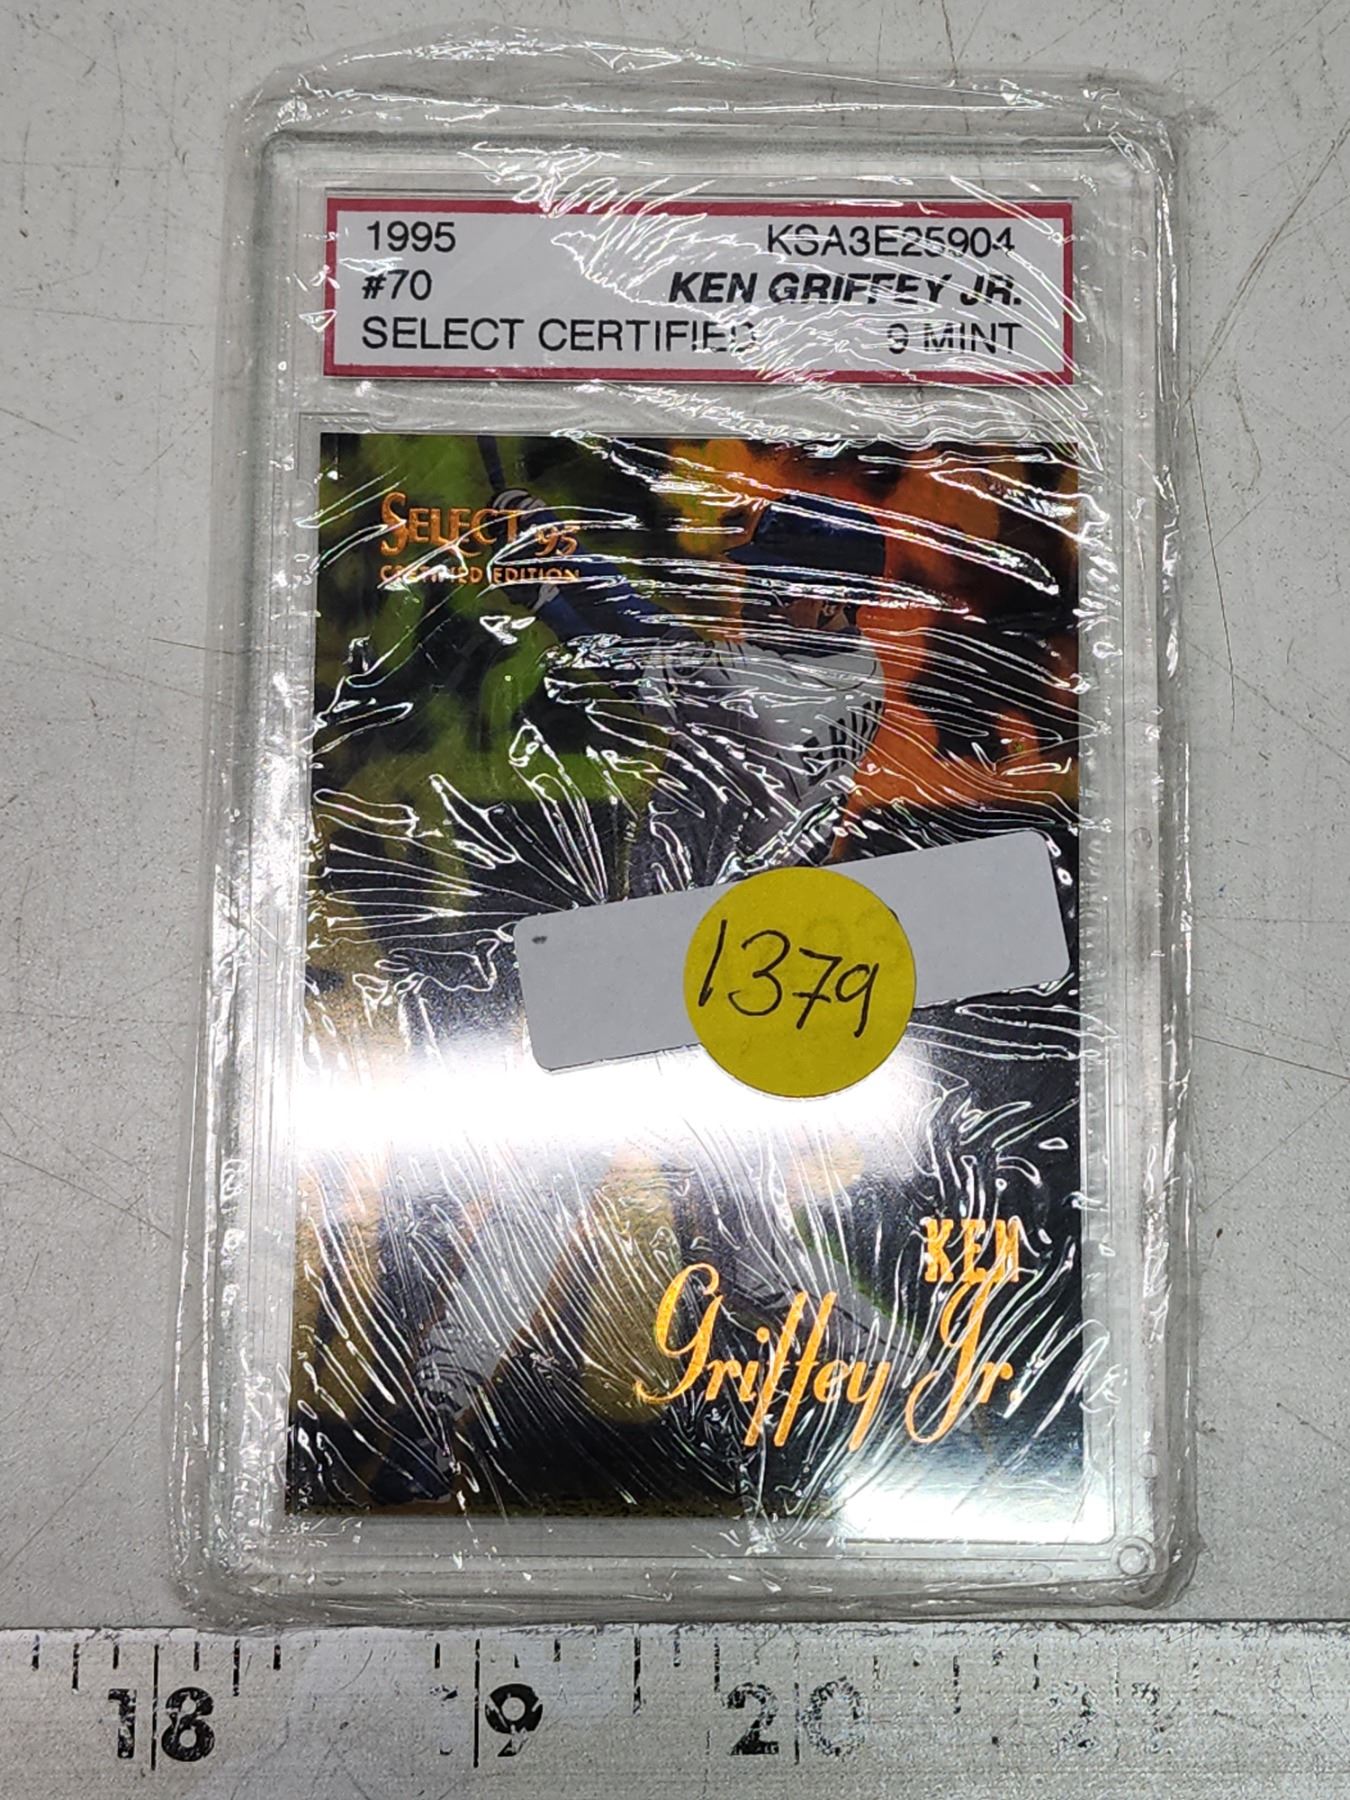 1995 KSA3E25904
#70 KEN GRIFFEY JR.
SELECT CERTIFIED 9 MINT
SELECT '95
CERTIFIED EDITION
1379
KEN
Griffey Jr.
18 19 20